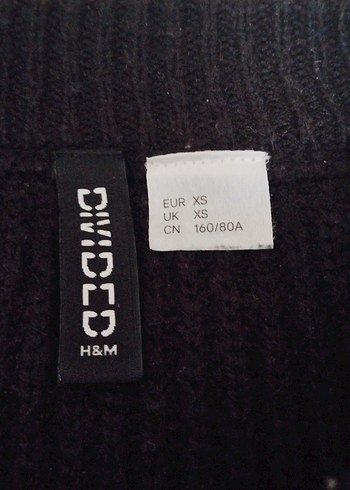 DIVIDED
H&M
EUR XS
UK XS
CN 160/80A